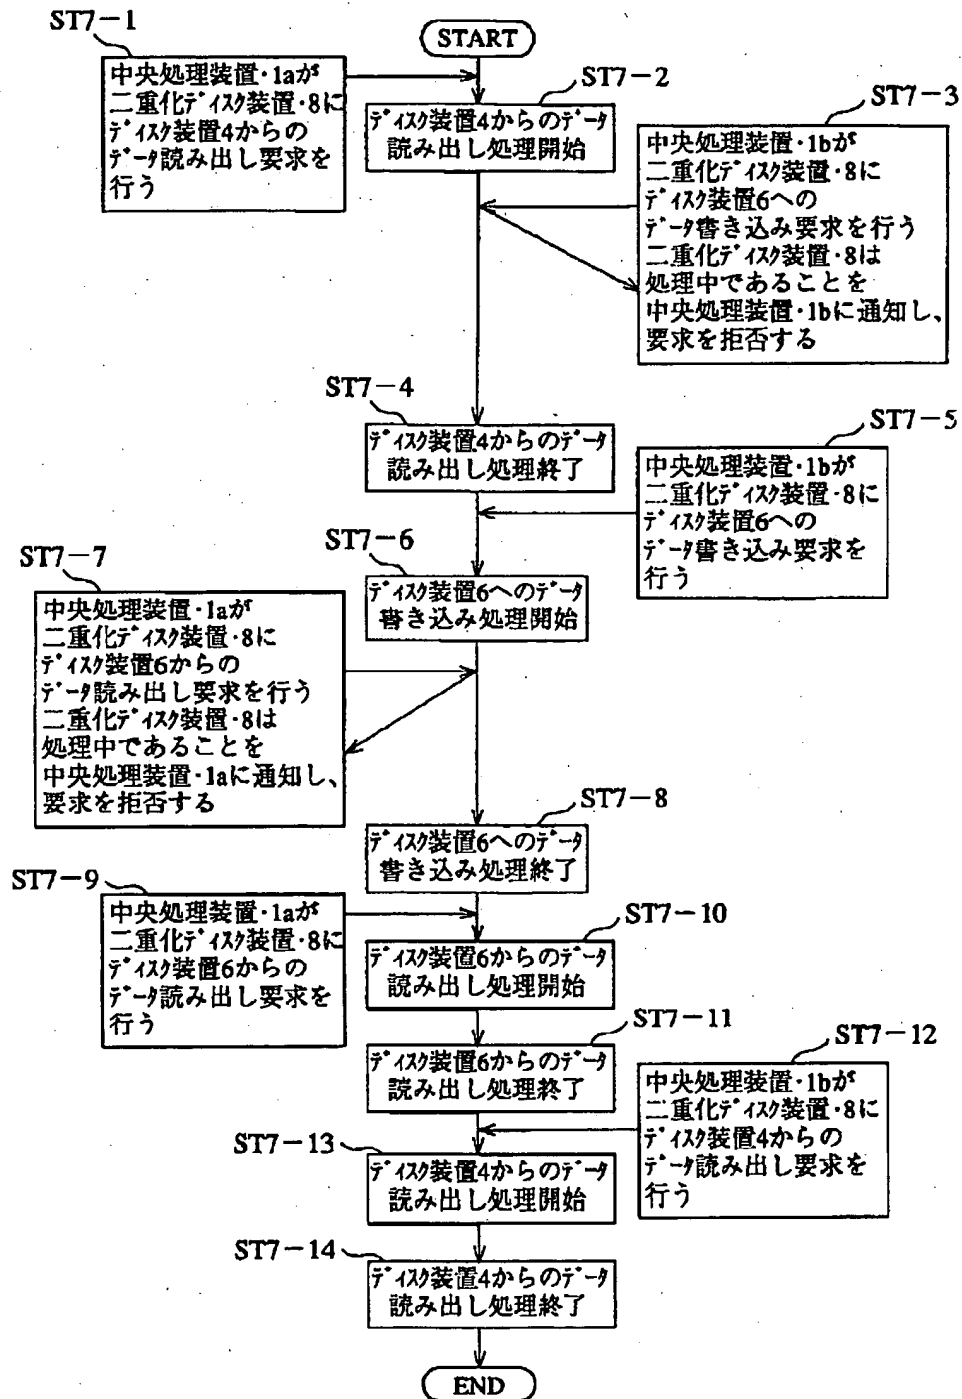 ST7-1
START
中央処理装置・1aが
二重化ディスク装置・8に
ディスク装置4からの
データ読み出し要求を
行う
ST7-2
ディスク装置4からのデータ
読み出し処理開始
ST7-3
中央処理装置・1bが
二重化ディスク装置・8に
ディスク装置6への
データ書き込み要求を行う
二重化ディスク装置・8は
処理中であることを
中央処理装置・1bに通知し、
要求を拒否する
ST7-4
ディスク装置4からのデータ
読み出し処理終了
ST7-5
中央処理装置・1bが
二重化ディスク装置・8に
ディスク装置6への
データ書き込み要求を
行う
ST7-6
ディスク装置6へのデータ
書き込み処理開始
ST7-7
中央処理装置・1aが
二重化ディスク装置・8に
ディスク装置6からの
データ読み出し要求を行う
二重化ディスク装置・8は
処理中であることを
中央処理装置・1aに通知し、
要求を拒否する
ST7-8
ディスク装置6へのデータ
書き込み処理終了
ST7-9
中央処理装置・1aが
二重化ディスク装置・8に
ディスク装置6からの
データ読み出し要求を
行う
ST7-10
ディスク装置6からのデータ
読み出し処理開始
ST7-11
ディスク装置6からのデータ
読み出し処理終了
ST7-12
中央処理装置・1bが
二重化ディスク装置・8に
ディスク装置4からの
データ読み出し要求を
行う
ST7-13
ディスク装置4からのデータ
読み出し処理開始
ST7-14
ディスク装置4からのデータ
読み出し処理終了
END